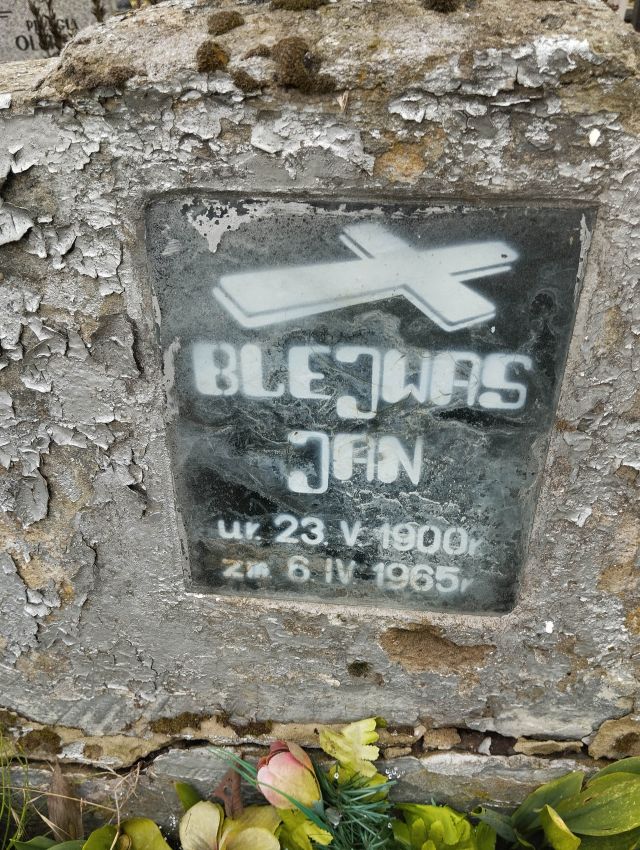 BLEJWAS
JAN
ur. 23 V 1900r
zm 6 IV 1965r